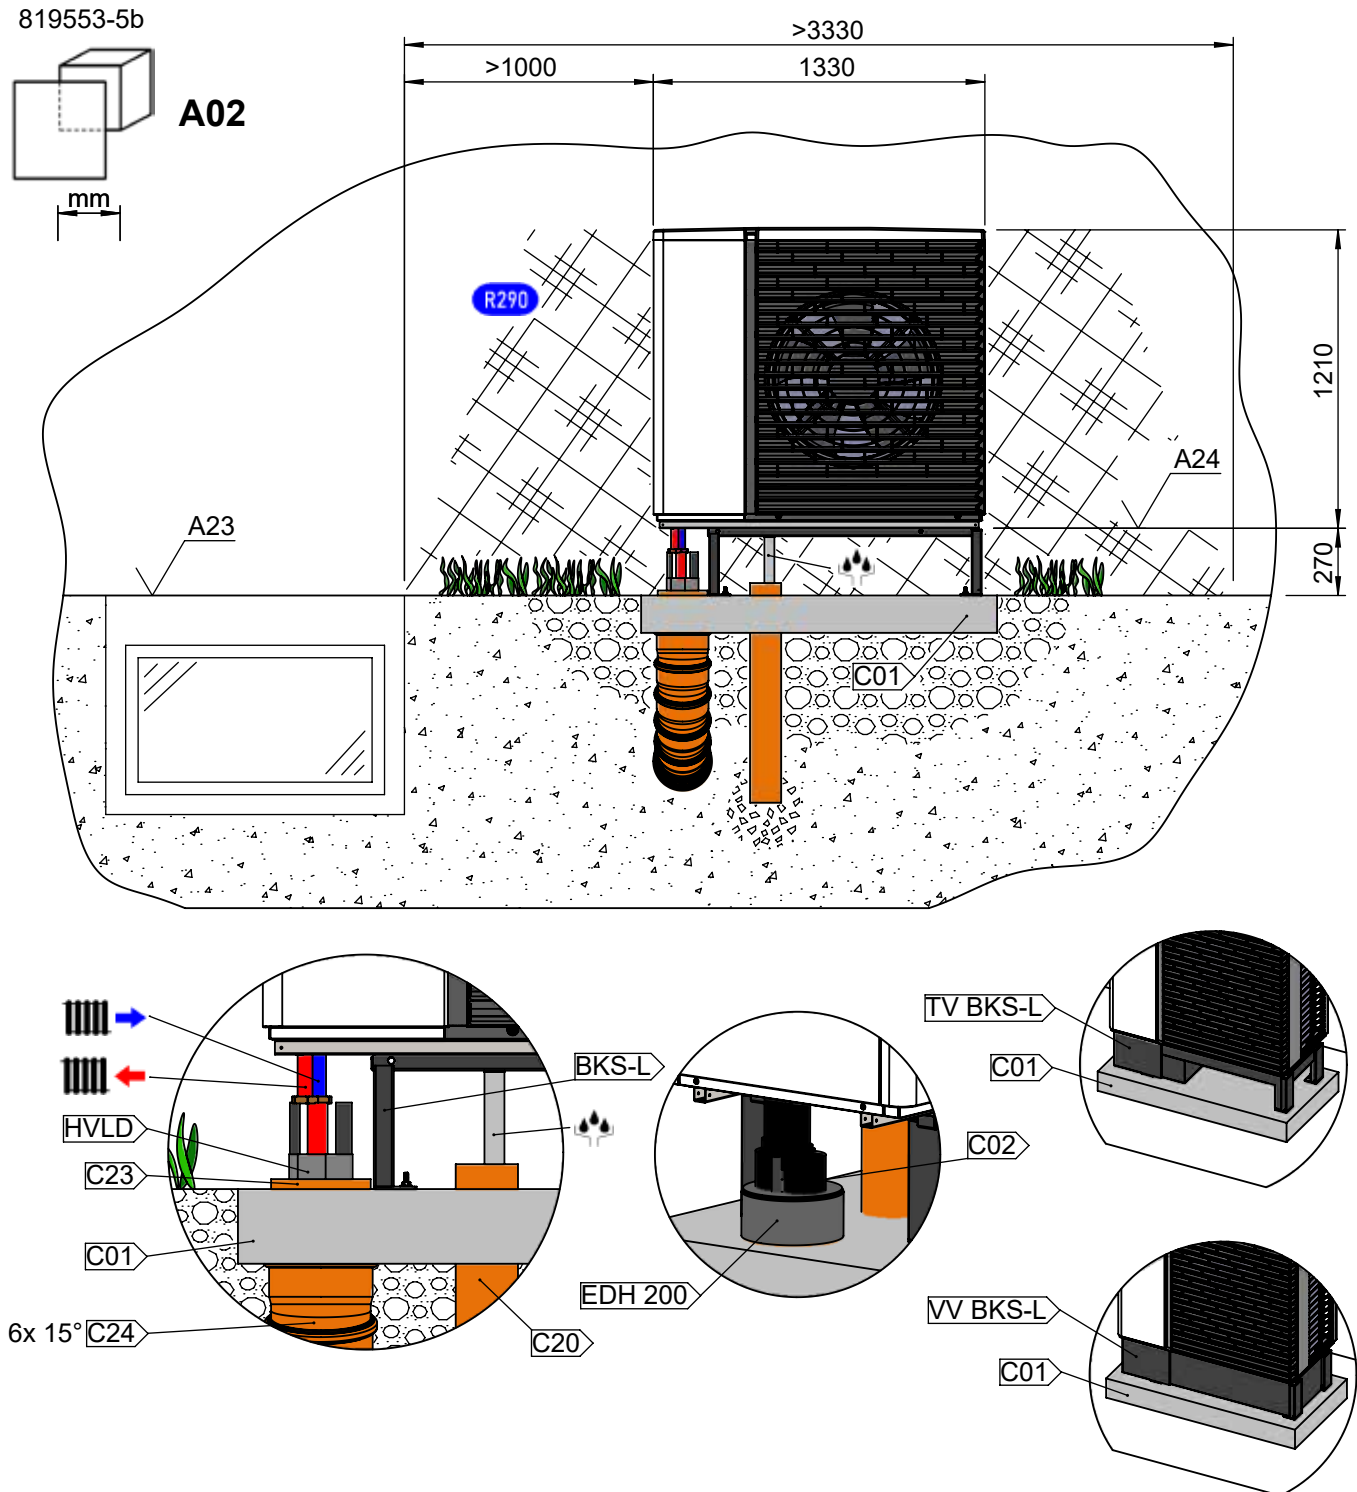 819553-5b
A02
mm
>3330
>1000
1330
R290
1210
A24
A23
270
C01
TV BKS-L
C01
BKS-L
HVLD
C23
C02
C01
EDH 200
VV BKS-L
6x 15° C24
C20
C01